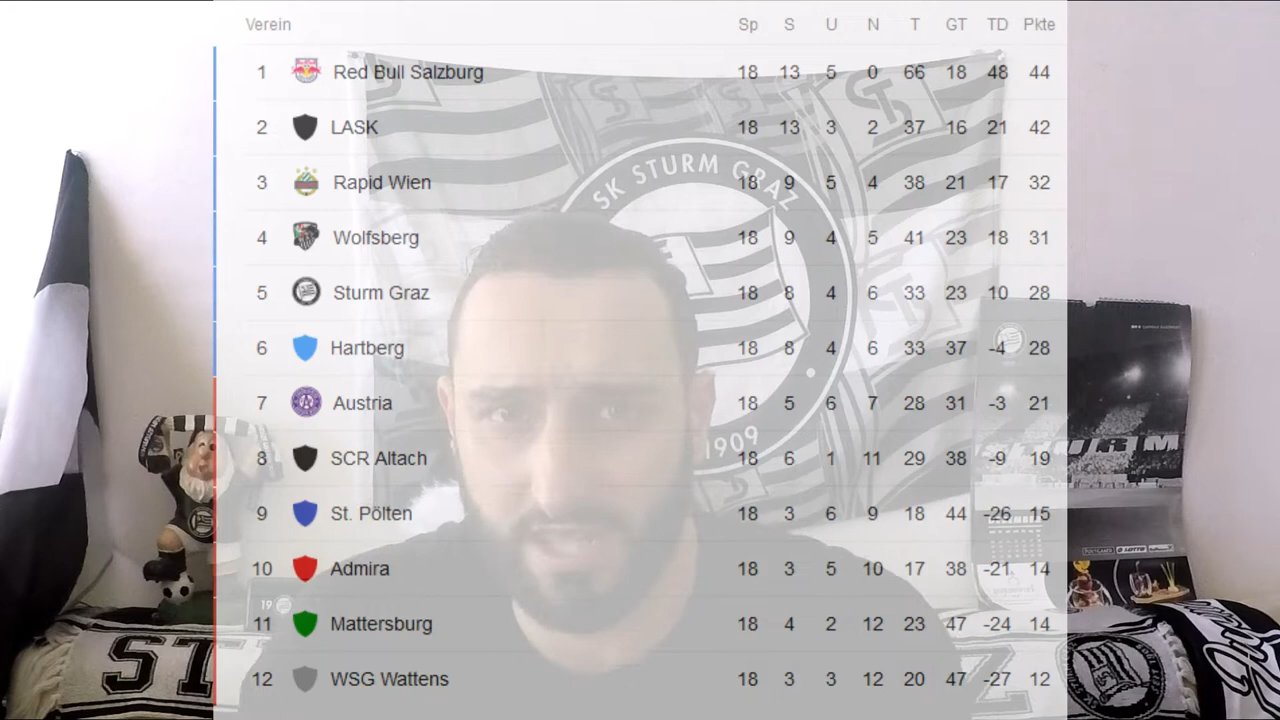 Verein Sp S U N T GT TD Pkte
1 Red Bull Salzburg 18 13 5 0 66 18 48 44
2 LASK 18 13 3 2 37 16 21 42
3 Rapid Wien 18 9 5 4 38 21 17 32
4 Wolfsberg 18 9 4 5 41 23 18 31
5 Sturm Graz 18 8 4 6 33 23 10 28
6 Hartberg 18 8 4 6 33 37 -4 28
7 Austria 18 5 6 7 28 31 -3 21
8 SCR Altach 18 6 1 11 29 38 -9 19
9 St. Pölten 18 3 6 9 18 44 -26 15
10 Admira 18 3 5 10 17 38 -21 14
11 Mattersburg 18 4 2 12 23 47 -24 14
12 WSG Wattens 18 3 3 12 20 47 -27 12
SK STURM GRAZ
1909
STURM
19
ST
Z